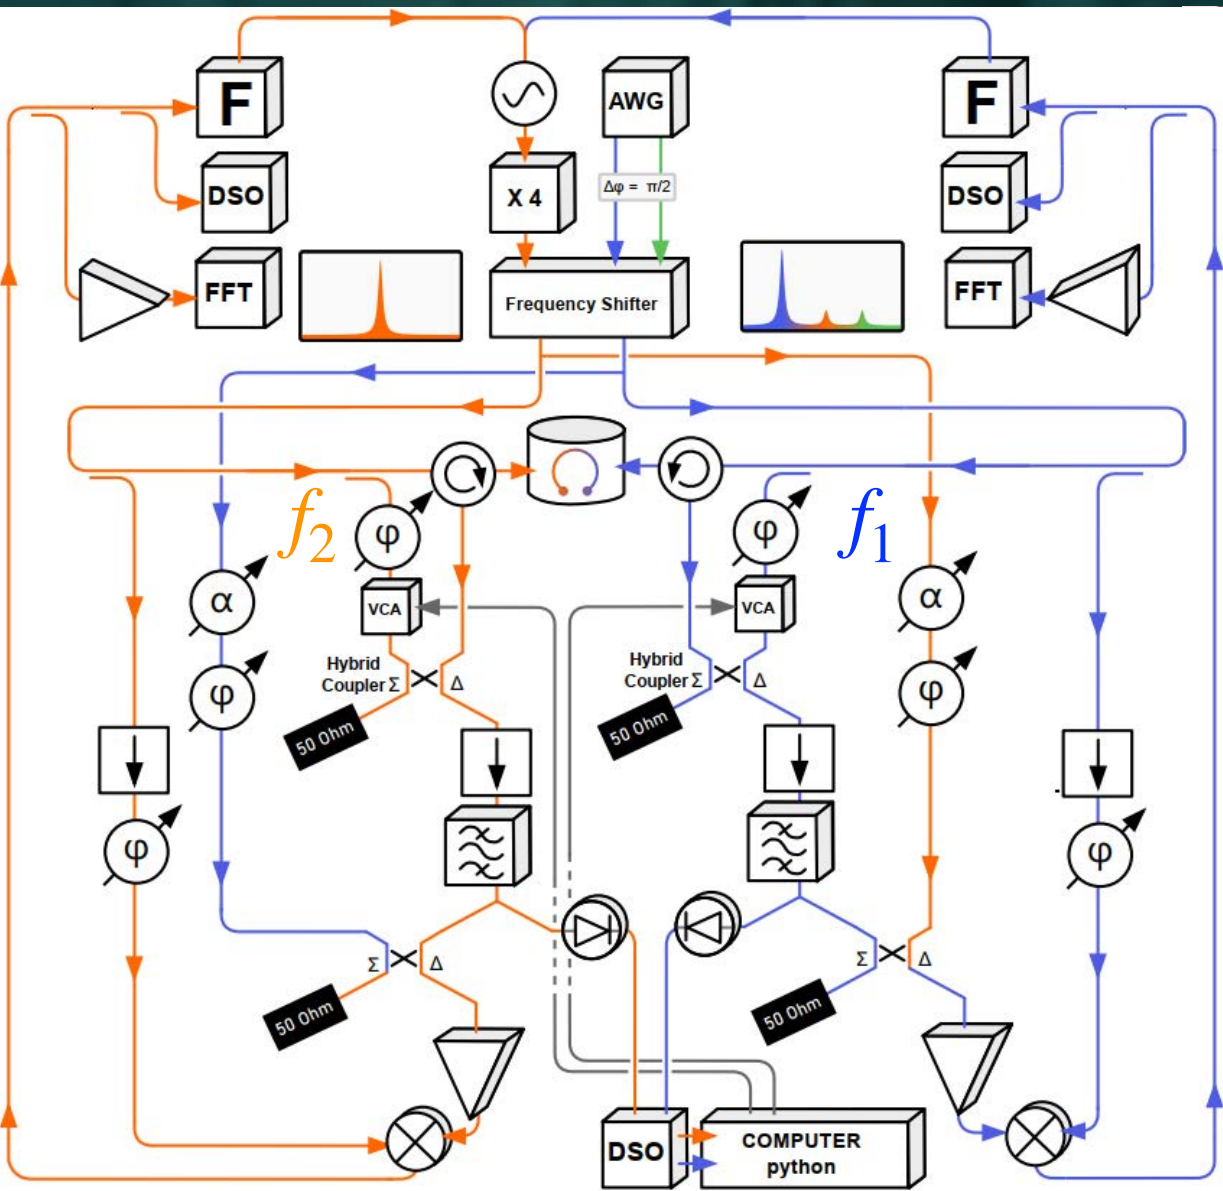 F
AWG
F
DSO
X 4
Δφ = π/2
DSO
FFT
Frequency Shifter
FFT
f₂
φ
φ
f₁
α
VCA
VCA
α
φ
Hybrid
Coupler Σ
Δ
Hybrid
Coupler Σ
Δ
φ
50 Ohm
50 Ohm
φ
φ
Σ
Δ
Σ
Δ
50 Ohm
50 Ohm
DSO
COMPUTER
python